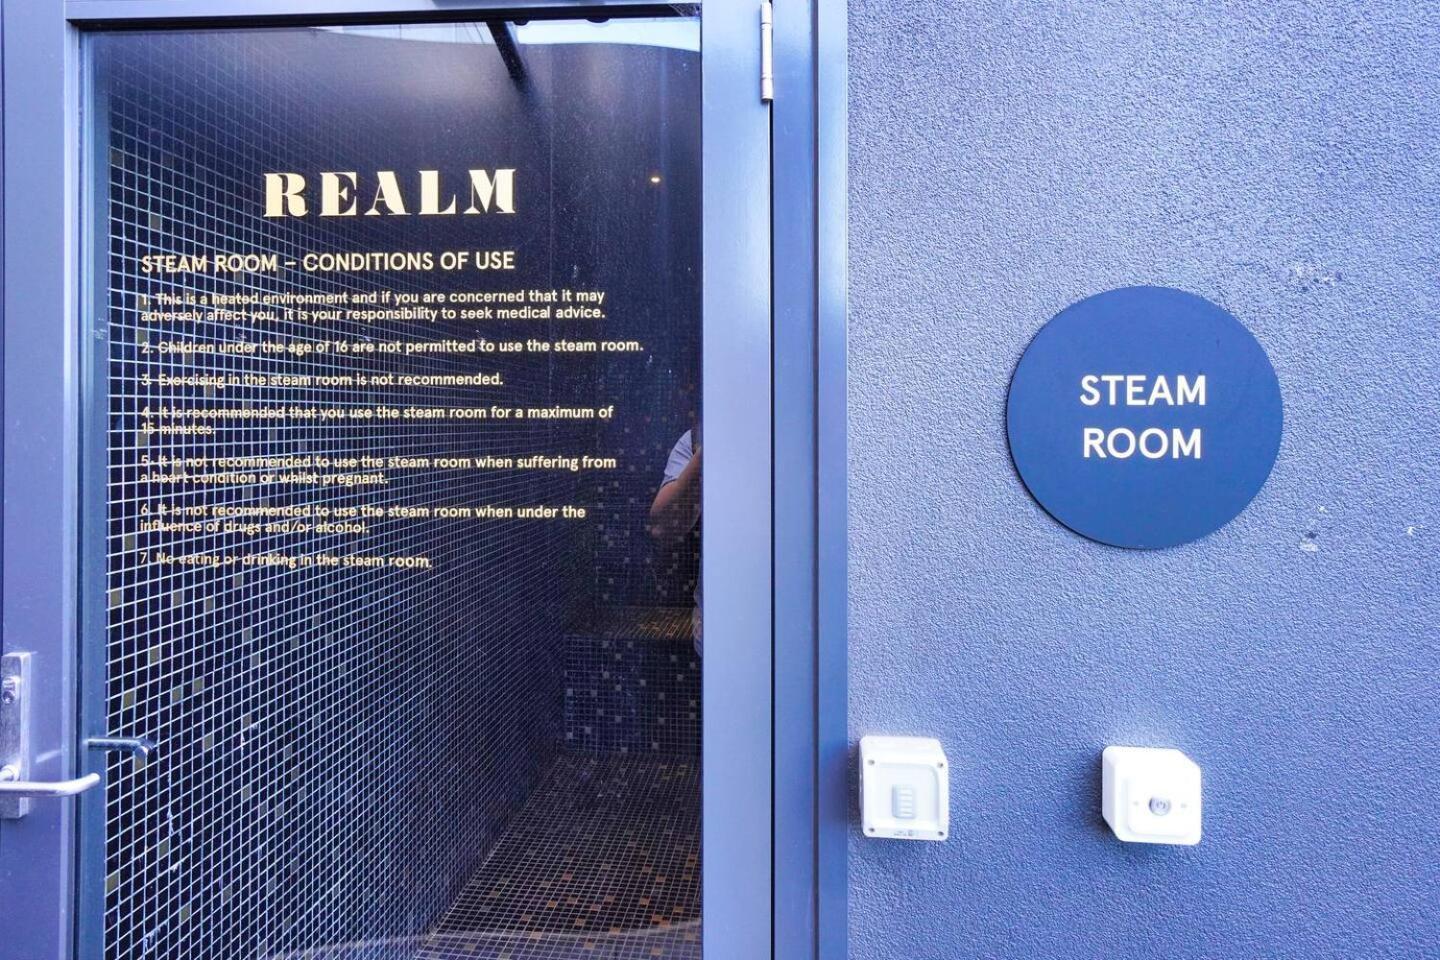 REALM
STEAM ROOM – CONDITIONS OF USE
1. This is a heated environment and if you are concerned that it may
adversely affect you, it is your responsibility to seek medical advice.
2. Children under the age of 16 are not permitted to use the steam room.
3. Exercising in the steam room is not recommended.
4. It is recommended that you use the steam room for a maximum of
15 minutes.
5. It is not recommended to use the steam room when suffering from
a heart condition or whilst pregnant.
6. It is not recommended to use the steam room when under the
influence of drugs and/or alcohol.
7. No eating or drinking in the steam room.
STEAM
ROOM